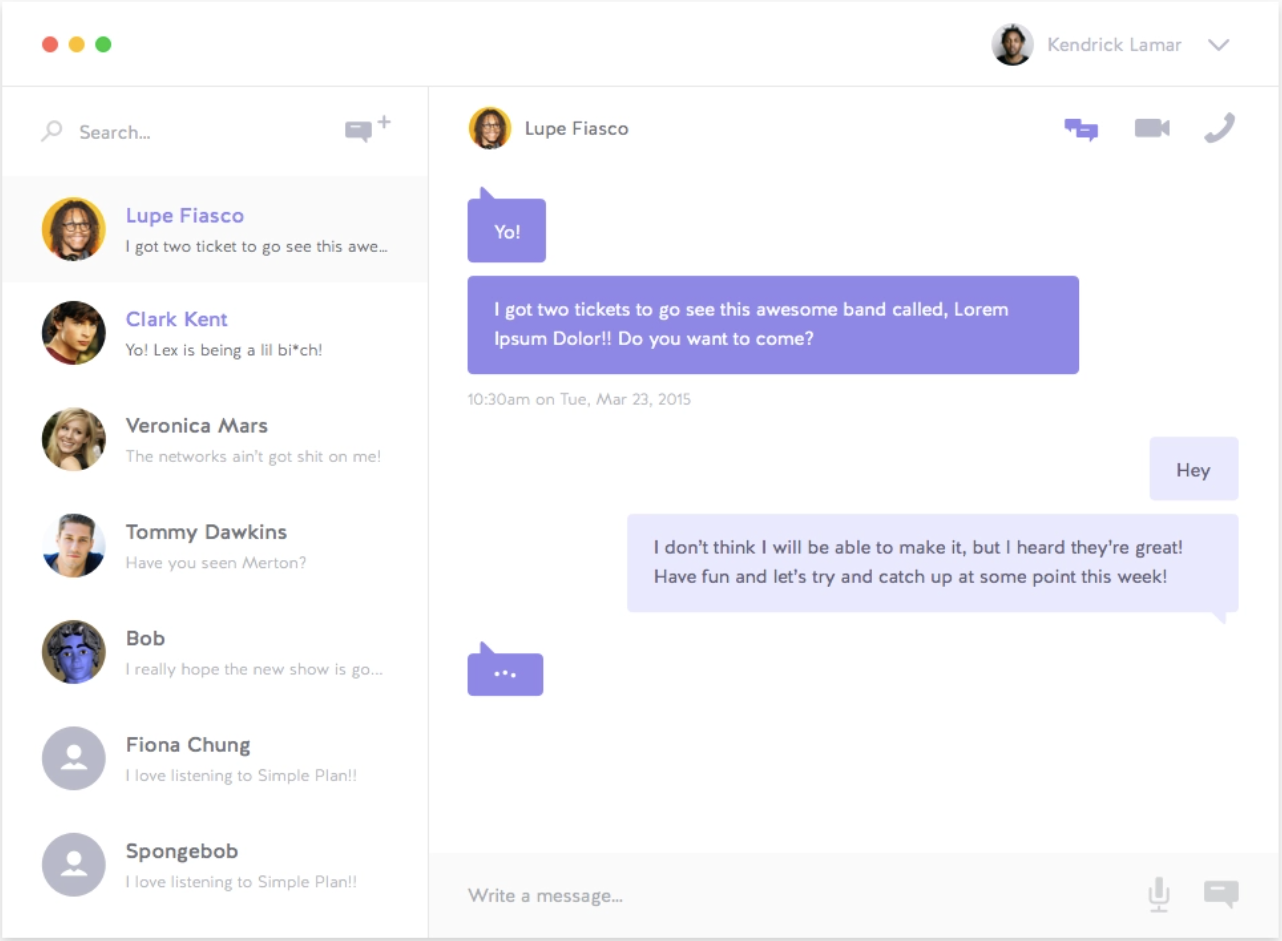 Kendrick Lamar
Search...
Lupe Fiasco
I got two ticket to go see this awe...
Clark Kent
Yo! Lex is being a lil bi*ch!
Veronica Mars
The networks ain't got shit on me!
Tommy Dawkins
Have you seen Merton?
Bob
I really hope the new show is go...
Fiona Chung
I love listening to Simple Plan!!
Spongebob
I love listening to Simple Plan!!
Lupe Fiasco
Yo!
I got two tickets to go see this awesome band called, Lorem
Ipsum Dolor!! Do you want to come?
10:30am on Tue, Mar 23, 2015
Hey
I don't think I will be able to make it, but I heard they're great!
Have fun and let's try and catch up at some point this week!
...
Write a message...